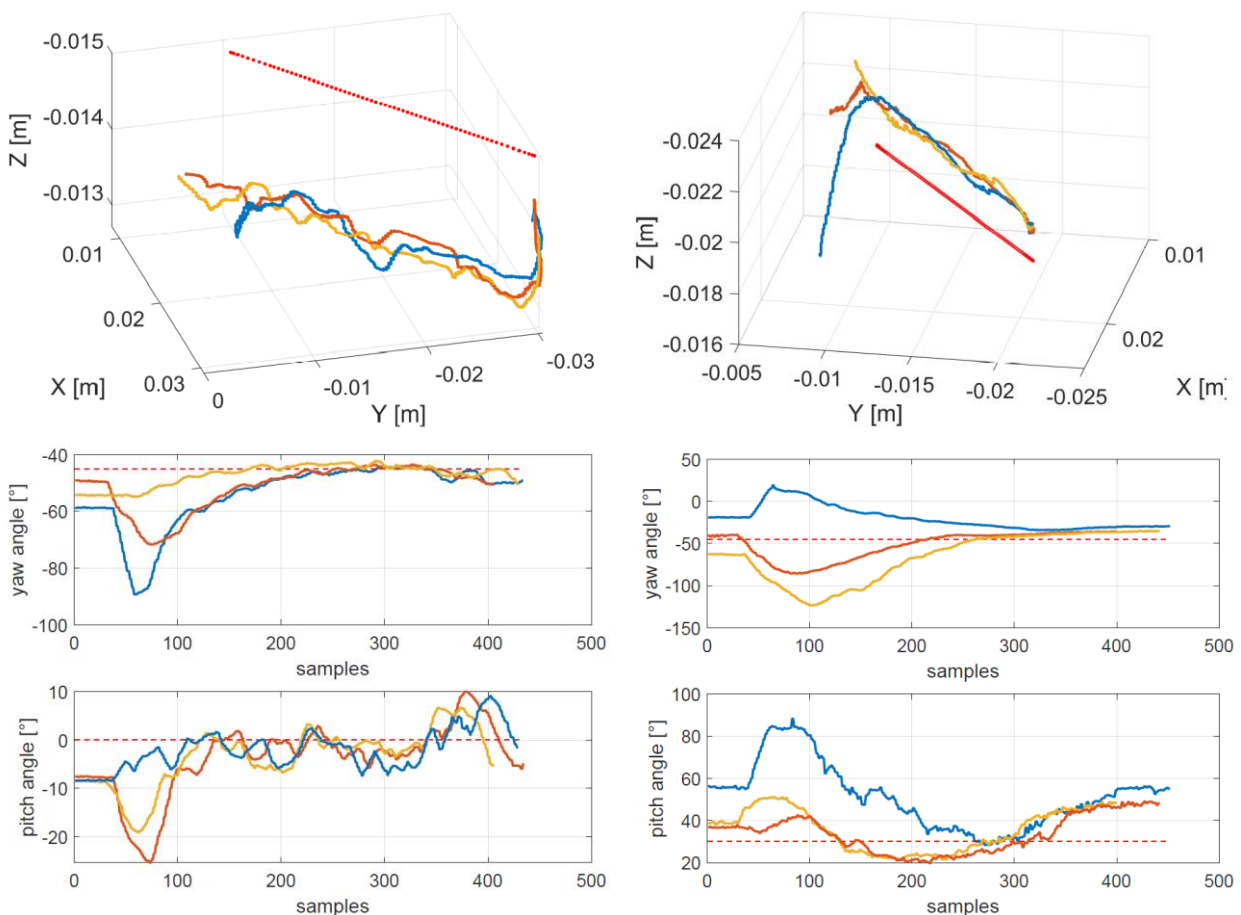 -0.015
-0.014
-0.013
Z [m]
0.01
0.02
0.03
X [m]
0
-0.01
-0.02
-0.03
Y [m]
-0.024
-0.022
-0.02
-0.018
-0.016
Z [m]
-0.005
-0.01
-0.015
-0.02
-0.025
Y [m]
0.01
0.02
X [m]
-40
-60
-80
-100
yaw angle [°]
0 100 200 300 400 500
samples
50
0
-50
-100
-150
yaw angle [°]
0 100 200 300 400 500
samples
10
0
-10
-20
pitch angle [°]
0 100 200 300 400 500
samples
100
80
60
40
20
pitch angle [°]
0 100 200 300 400 500
samples